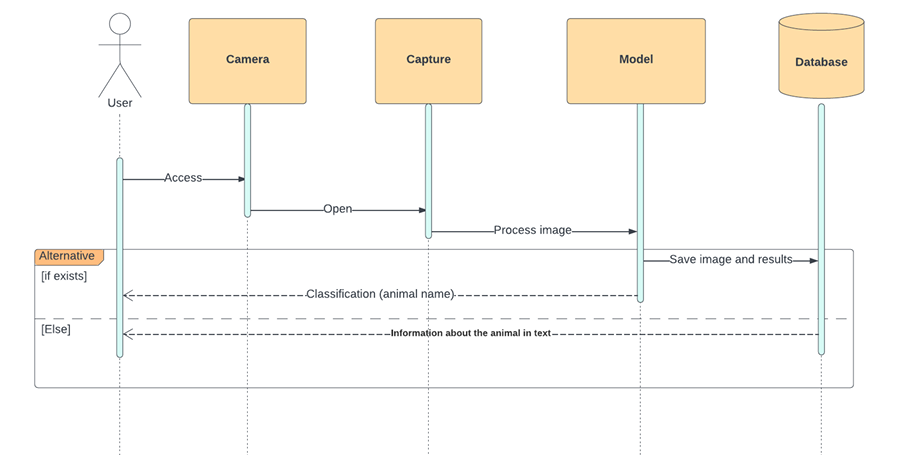 Camera
Capture
Model
Database
User
Access
Open
Process image
Alternative
Save image and results
[if exists]
Classification (animal name)
[Else]
Information about the animal in text